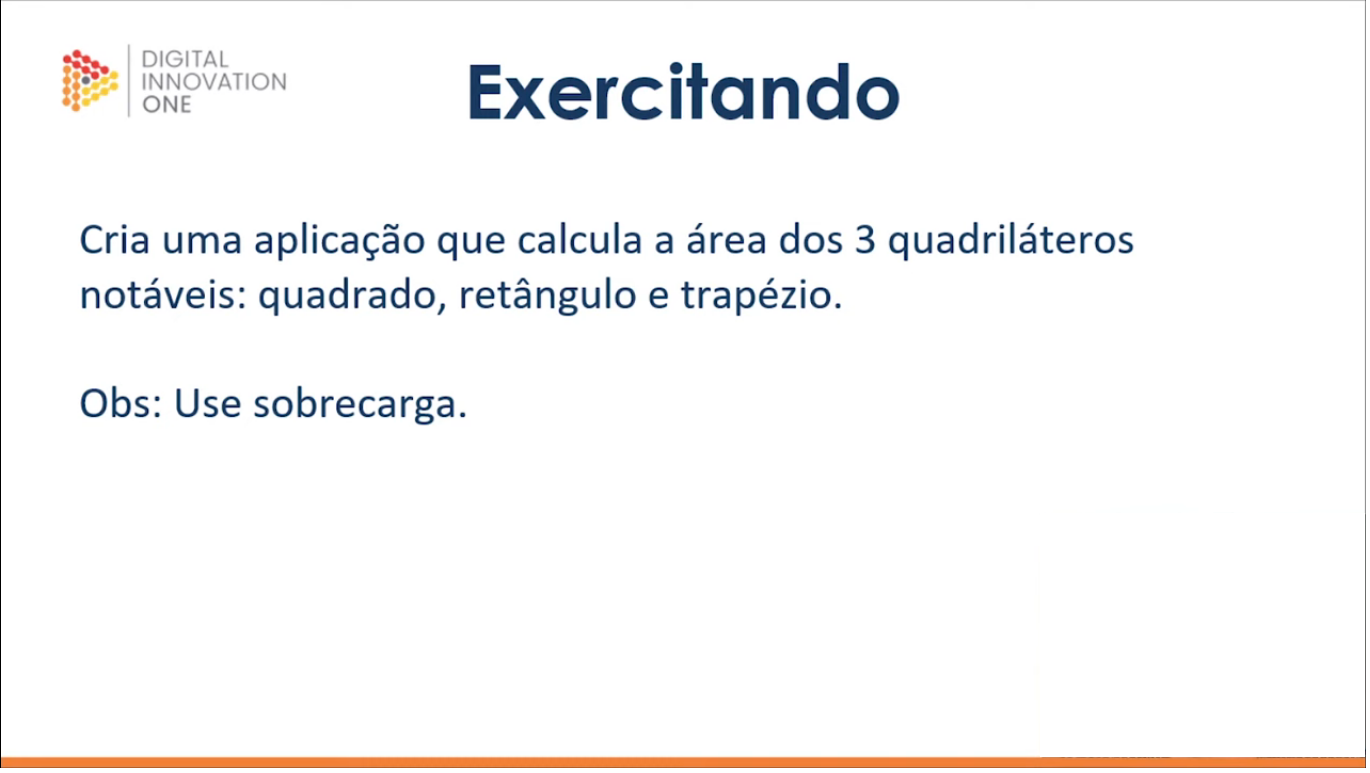 DIGITAL
INNOVATION
ONE
Exercitando
Cria uma aplicação que calcula a área dos 3 quadriláteros
notáveis: quadrado, retângulo e trapézio.
Obs: Use sobrecarga.